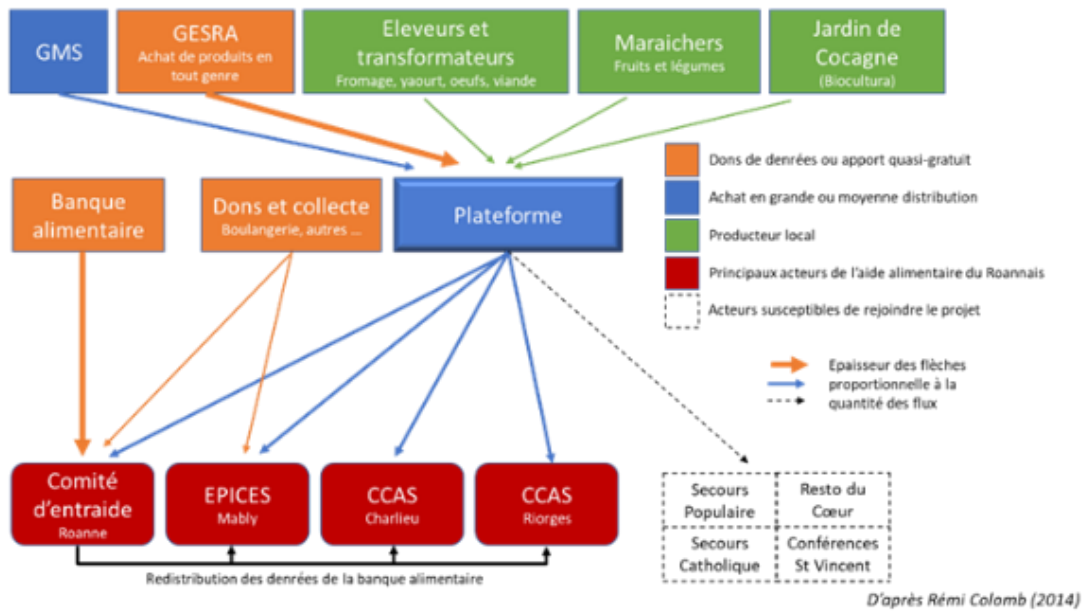 GMS
GESRA
Achat de produits en
tout genre
Eleveurs et
transformateurs
Fromage, yaourt, oeufs, viande
Maraichers
Fruits et légumes
Jardin de
Cocagne
(Biocultura)
Banque
alimentaire
Dons et collecte
Boulangerie, autres ...
Plateforme
Dons de denrées ou apport quasi-gratuit
Achat en grande ou moyenne distribution
Producteur local
Principaux acteurs de l'aide alimentaire du Roannais
Acteurs susceptibles de rejoindre le projet
Epaisseur des flèches
proportionnelle à la
quantité des flux
Comité
d'entraide
Roanne
EPICES
Mably
CCAS
Charlieu
CCAS
Riorges
Secours
Populaire
Resto du
Cœur
Secours
Catholique
Conférences
St Vincent
Redistribution des denrées de la banque alimentaire
D'après Rémi Colomb (2014)